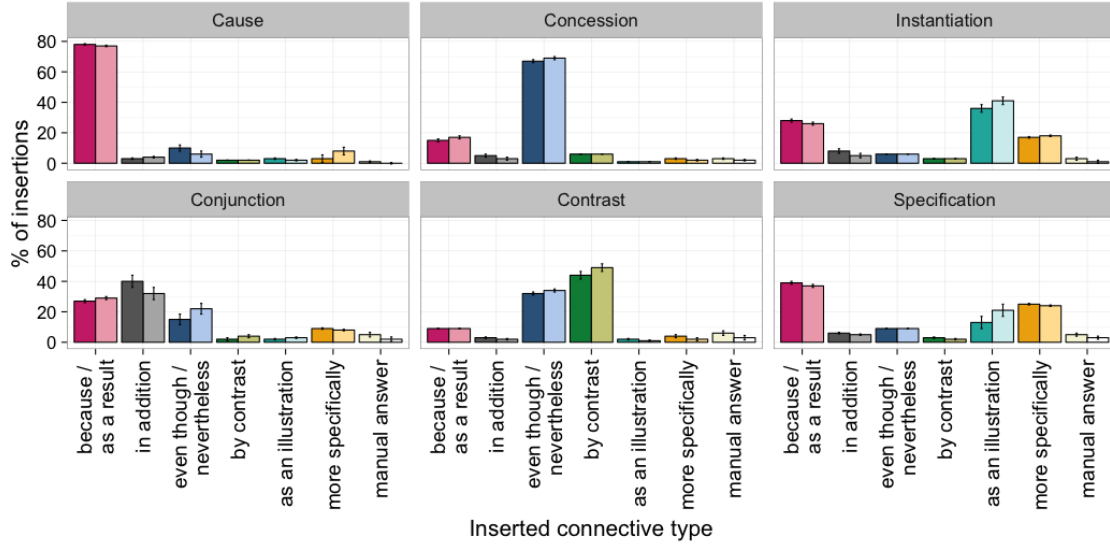 Cause
Concession
Instantiation
80
60
40
20
0
Conjunction
Contrast
Specification
80
60
40
20
0
% of insertions
because /
as a result
in addition
even though /
nevertheless
by contrast
as an illustration
more specifically
manual answer
because /
as a result
in addition
even though /
nevertheless
by contrast
as an illustration
more specifically
manual answer
because /
as a result
in addition
even though /
nevertheless
by contrast
as an illustration
more specifically
manual answer
Inserted connective type